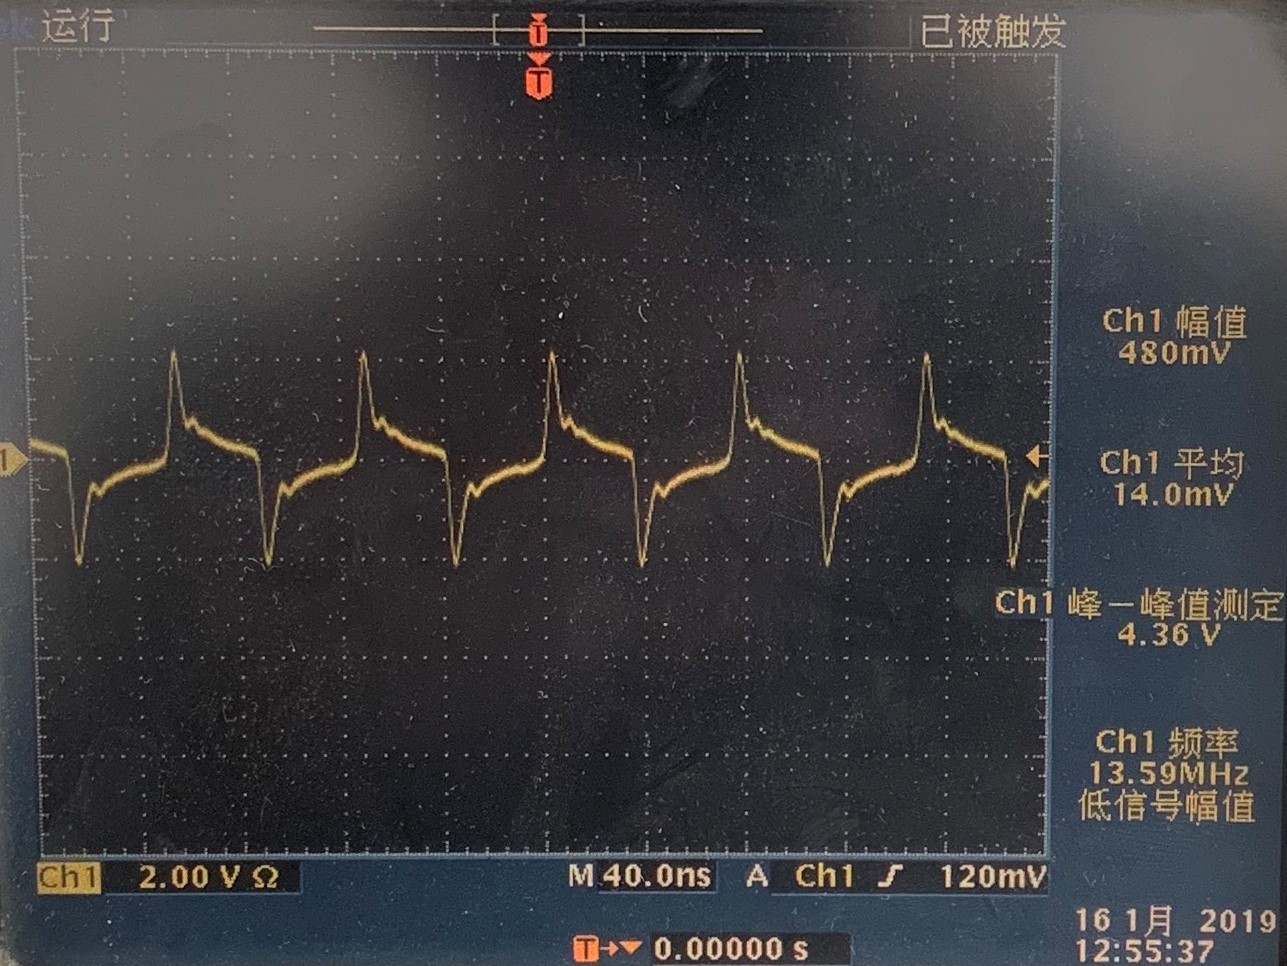 运行
T
已被触发
T
Ch1 幅值
480mV
1
Ch1 平均
14.0mV
Ch1 峰–峰值测定
4.36 V
Ch1 频率
13.59MHz
低信号幅值
Ch1 2.00 V Ω M 40.0ns A Ch1 120mV
16 1月 2019
12:55:37
T 0.00000 s